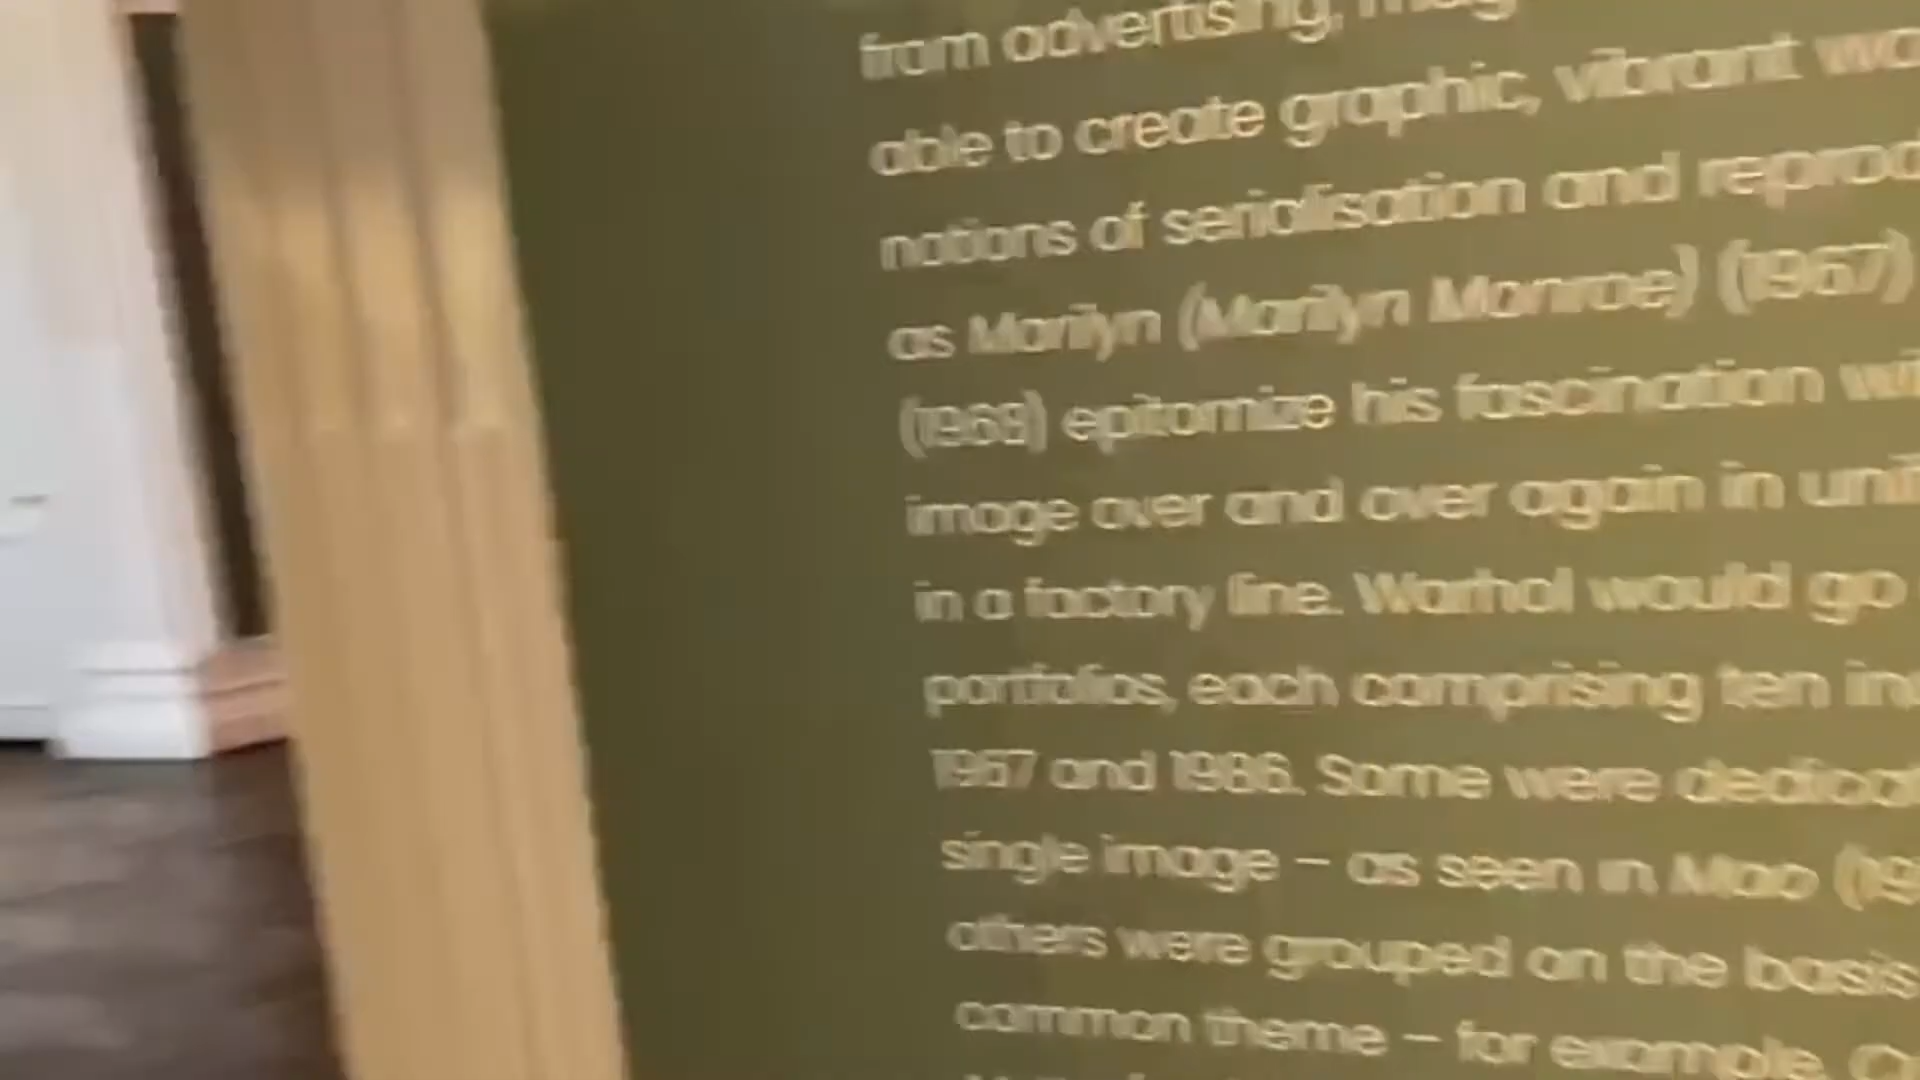 from advertising,
able to create graphic, vibrant
notions of serialisation and
as Marilyn (Marilyn Monroe) (1967)
(1968) epitomize his fascination
image over and over again in
in a factory line. Warhol would go
portfolios, each comprising ten
1967 and 1986. Some were
single image – as seen in Mao
others were grouped on the basis
common theme – for example,